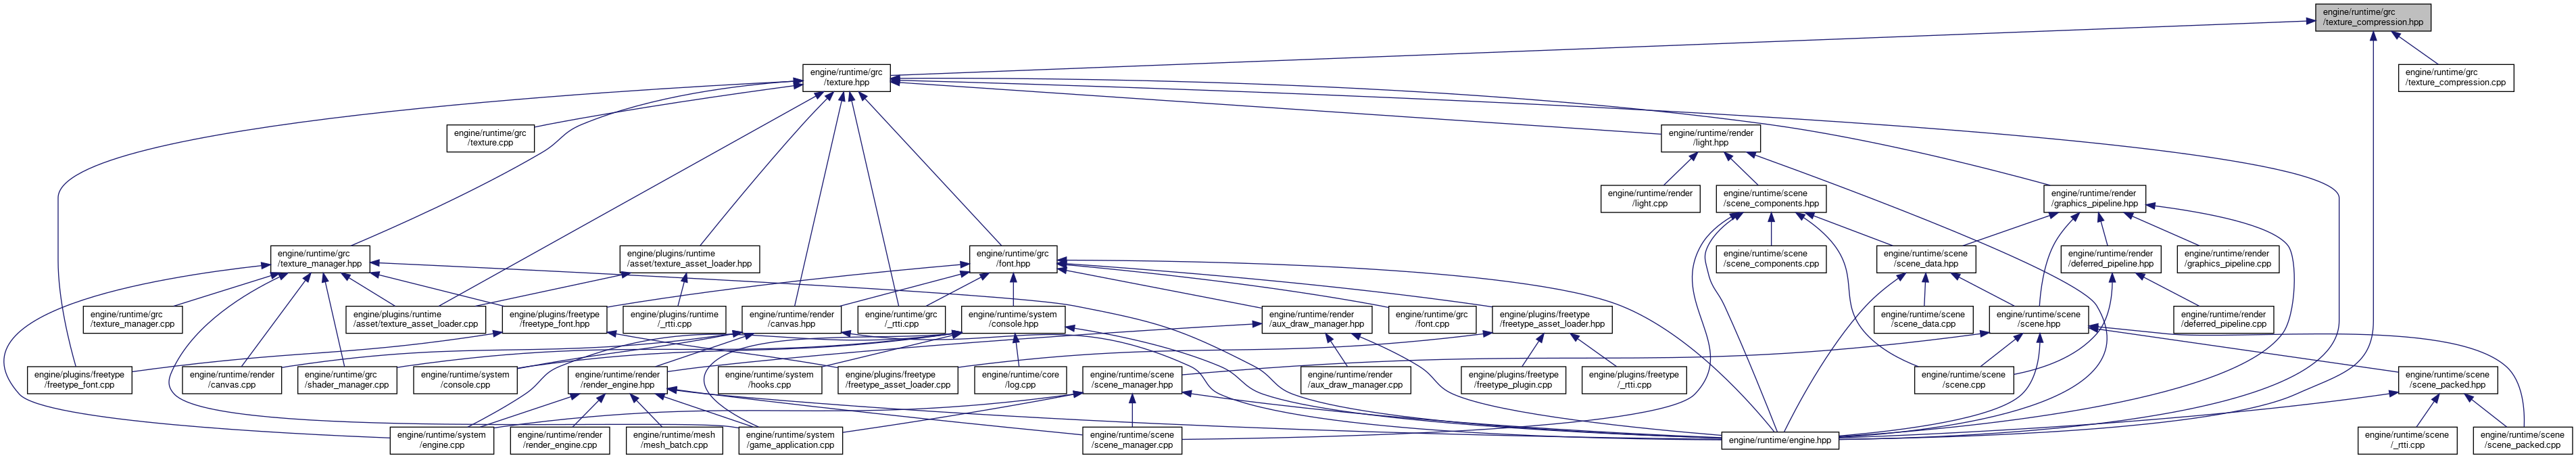 engine/runtime/grc
/texture_compression.hpp
engine/runtime/grc
/texture.hpp
engine/runtime/grc
/texture_compression.cpp
engine/runtime/grc
/texture.cpp
engine/runtime/render
/light.hpp
engine/runtime/render
/light.cpp
engine/runtime/scene
/scene_components.hpp
engine/runtime/render
/graphics_pipeline.hpp
engine/runtime/grc
/texture_manager.hpp
engine/plugins/runtime
/asset/texture_asset_loader.hpp
engine/runtime/grc
/font.hpp
engine/runtime/scene
/scene_components.cpp
engine/runtime/scene
/scene_data.hpp
engine/runtime/render
/deferred_pipeline.hpp
engine/runtime/render
/graphics_pipeline.cpp
engine/runtime/grc
/texture_manager.cpp
engine/plugins/runtime
/asset/texture_asset_loader.cpp
engine/plugins/freetype
/freetype_font.hpp
engine/plugins/runtime
/_rtti.cpp
engine/runtime/render
/canvas.hpp
engine/runtime/grc
/_rtti.cpp
engine/runtime/system
/console.hpp
engine/runtime/render
/aux_draw_manager.hpp
engine/runtime/grc
/font.cpp
engine/plugins/freetype
/freetype_asset_loader.hpp
engine/runtime/scene
/scene_data.cpp
engine/runtime/scene
/scene.hpp
engine/runtime/render
/deferred_pipeline.cpp
engine/plugins/freetype
/freetype_font.cpp
engine/runtime/render
/canvas.cpp
engine/runtime/grc
/shader_manager.cpp
engine/runtime/system
/console.cpp
engine/runtime/render
/render_engine.hpp
engine/runtime/system
/hooks.cpp
engine/plugins/freetype
/freetype_asset_loader.cpp
engine/runtime/core
/log.cpp
engine/runtime/scene
/scene_manager.hpp
engine/runtime/render
/aux_draw_manager.cpp
engine/plugins/freetype
/freetype_plugin.cpp
engine/plugins/freetype
/_rtti.cpp
engine/runtime/scene
/scene.cpp
engine/runtime/scene
/scene_packed.hpp
engine/runtime/system
/engine.cpp
engine/runtime/render
/render_engine.cpp
engine/runtime/mesh
/mesh_batch.cpp
engine/runtime/system
/game_application.cpp
engine/runtime/scene
/scene_manager.cpp
engine/runtime/engine.hpp
engine/runtime/scene
/_rtti.cpp
engine/runtime/scene
/scene_packed.cpp